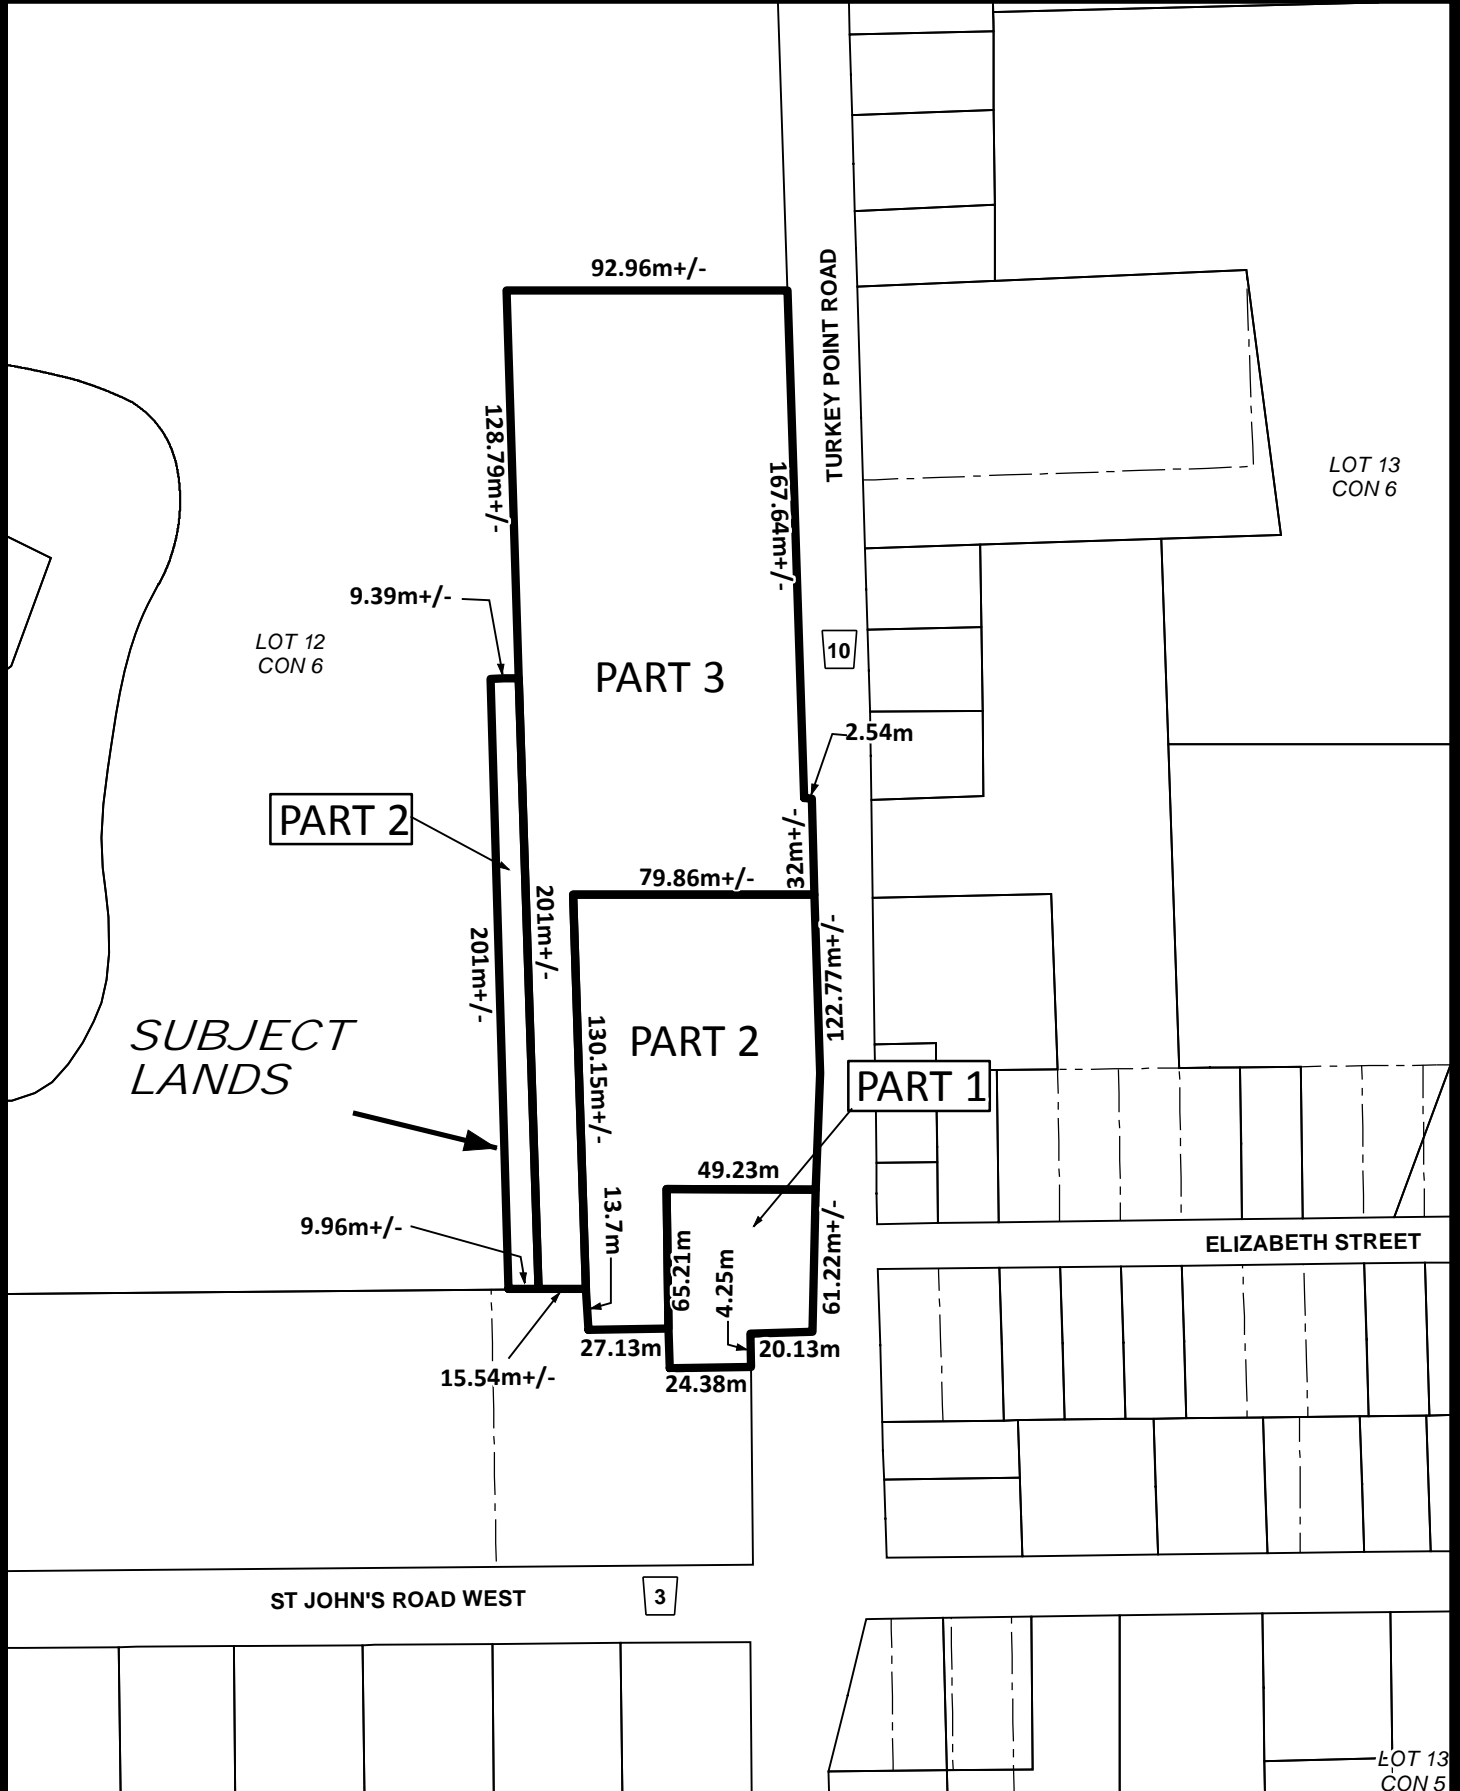 92.96m+/-
TURKEY POINT ROAD
128.79m+/-
167.64m+/-
LOT 13
CON 6
9.39m+/-
LOT 12
CON 6
10
PART 3
2.54m
PART 2
32m+/-
79.86m+/-
201m+/-
201m+/-
122.77m+/-
SUBJECT
LANDS
130.15m+/-
PART 2
PART 1
49.23m
13.7m
9.96m+/-
65.21m
4.25m
61.22m+/-
ELIZABETH STREET
27.13m
20.13m
15.54m+/-
24.38m
ST JOHN'S ROAD WEST
3
LOT 13
CON 5